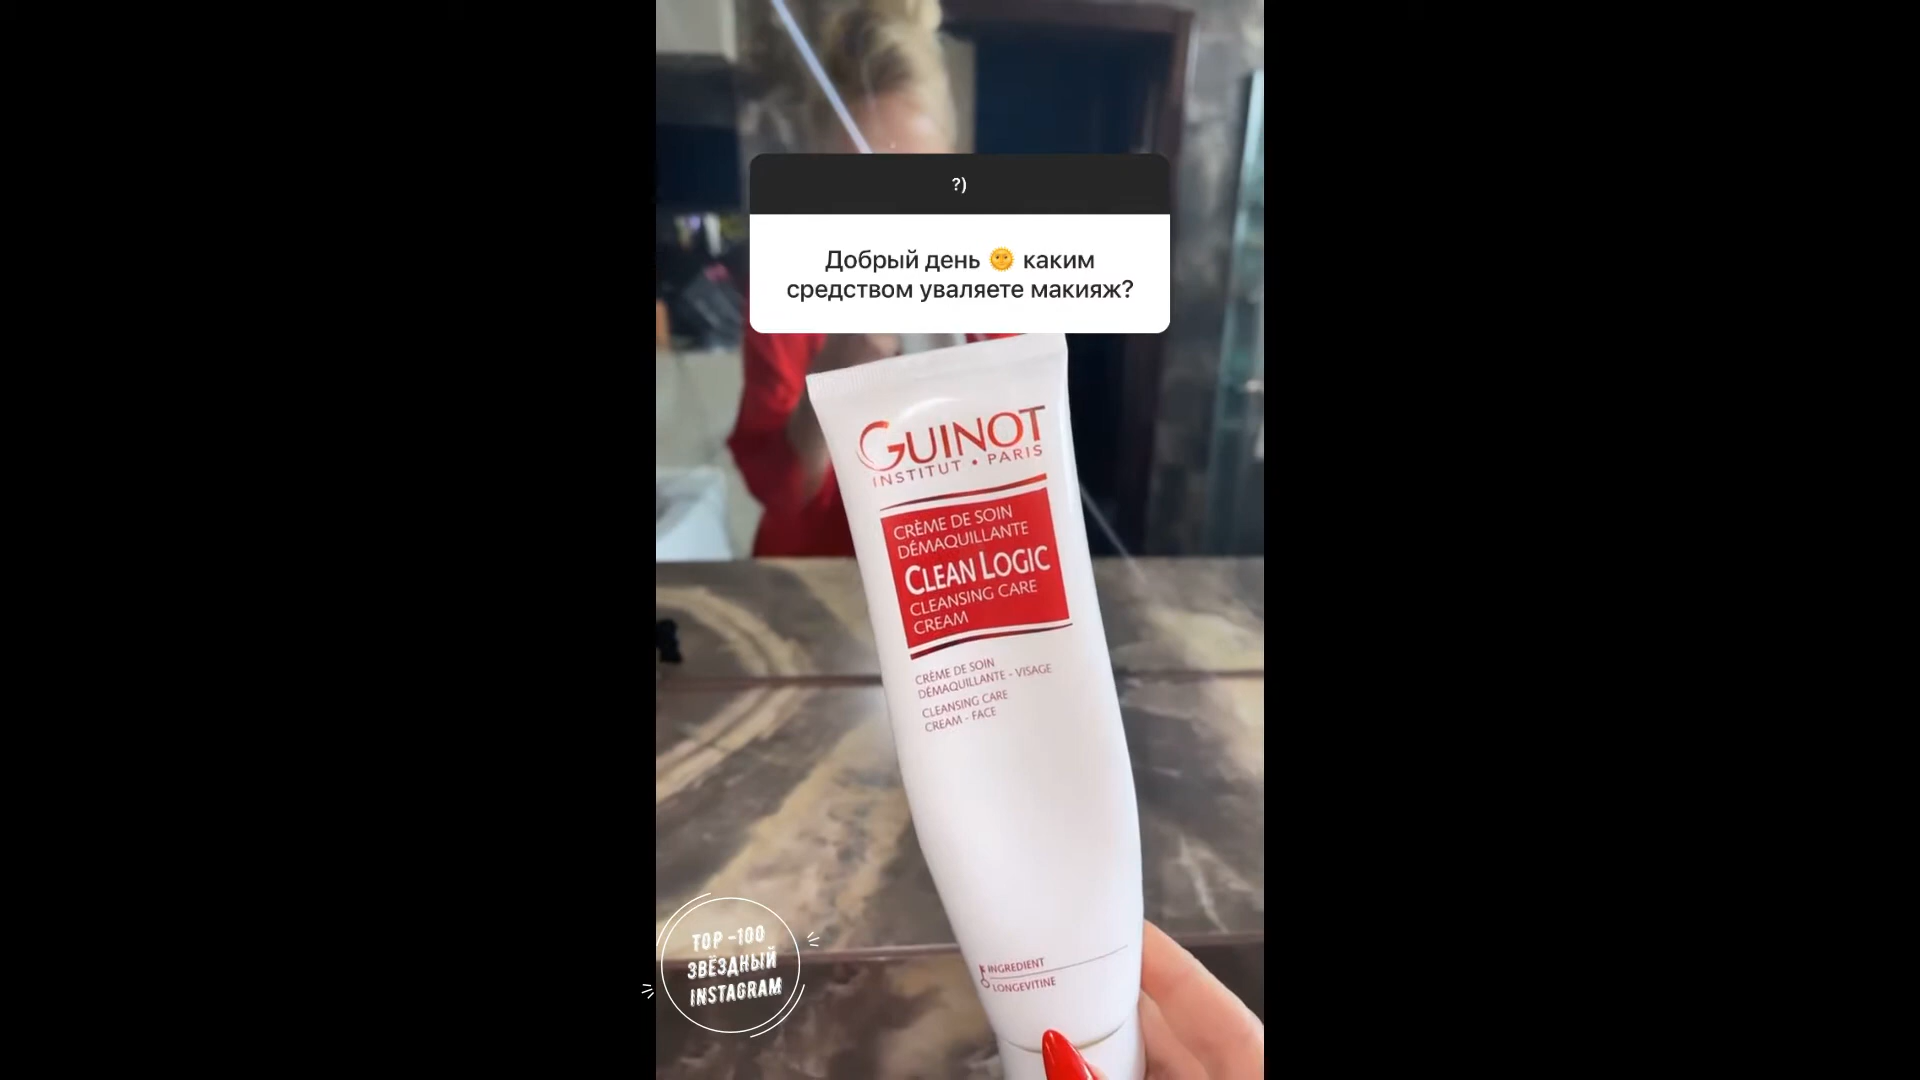 ?)
Добрый день 🌞 каким
средством уваляете макияж?
GUINOT
INSTITUT • PARIS
CRÈME DE SOIN
DÉMAQUILLANTE
CLEAN LOGIC
CLEANSING CARE
CREAM
CRÈME DE SOIN
DÉMAQUILLANTE - VISAGE
CLEANSING CARE
CREAM - FACE
INGREDIENT
LONGEVITINE
TOP -100
ЗВЁЗДНЫЙ
INSTAGRAM